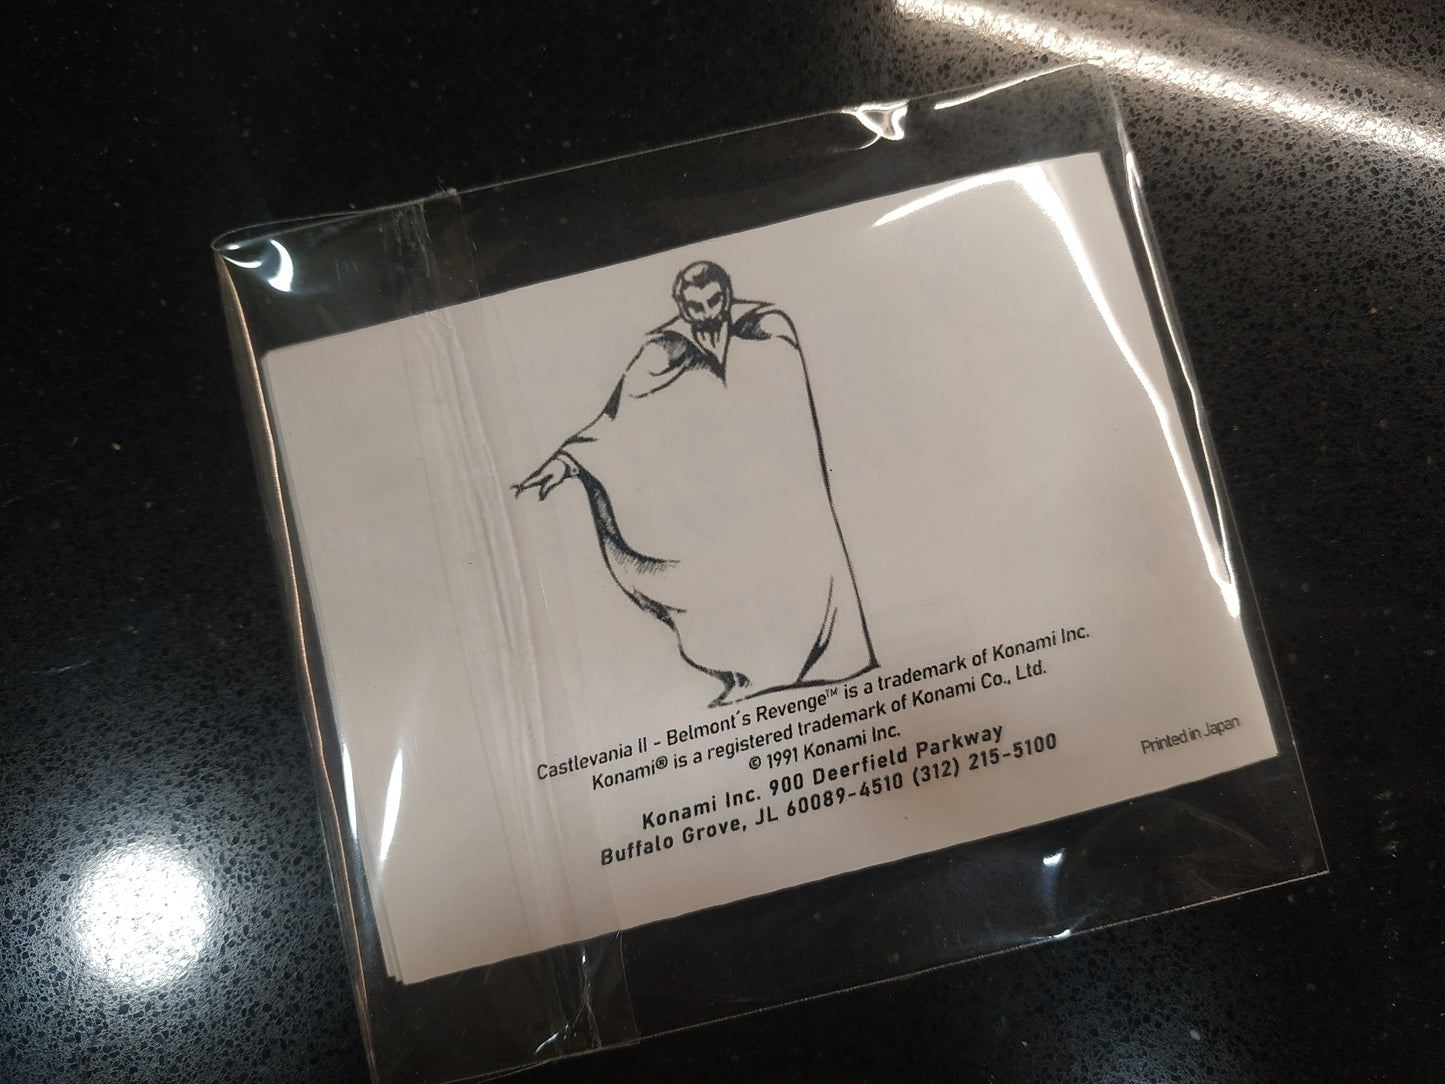 Castlevania II - Belmont´s Revenge™ is a trademark of Konami Inc.
Konami® is a registered trademark of Konami Co., Ltd.
© 1991 Konami Inc.
Konami Inc. 900 Deerfield Parkway
Buffalo Grove, JL 60089-4510 (312) 215-5100
Printed in Japan